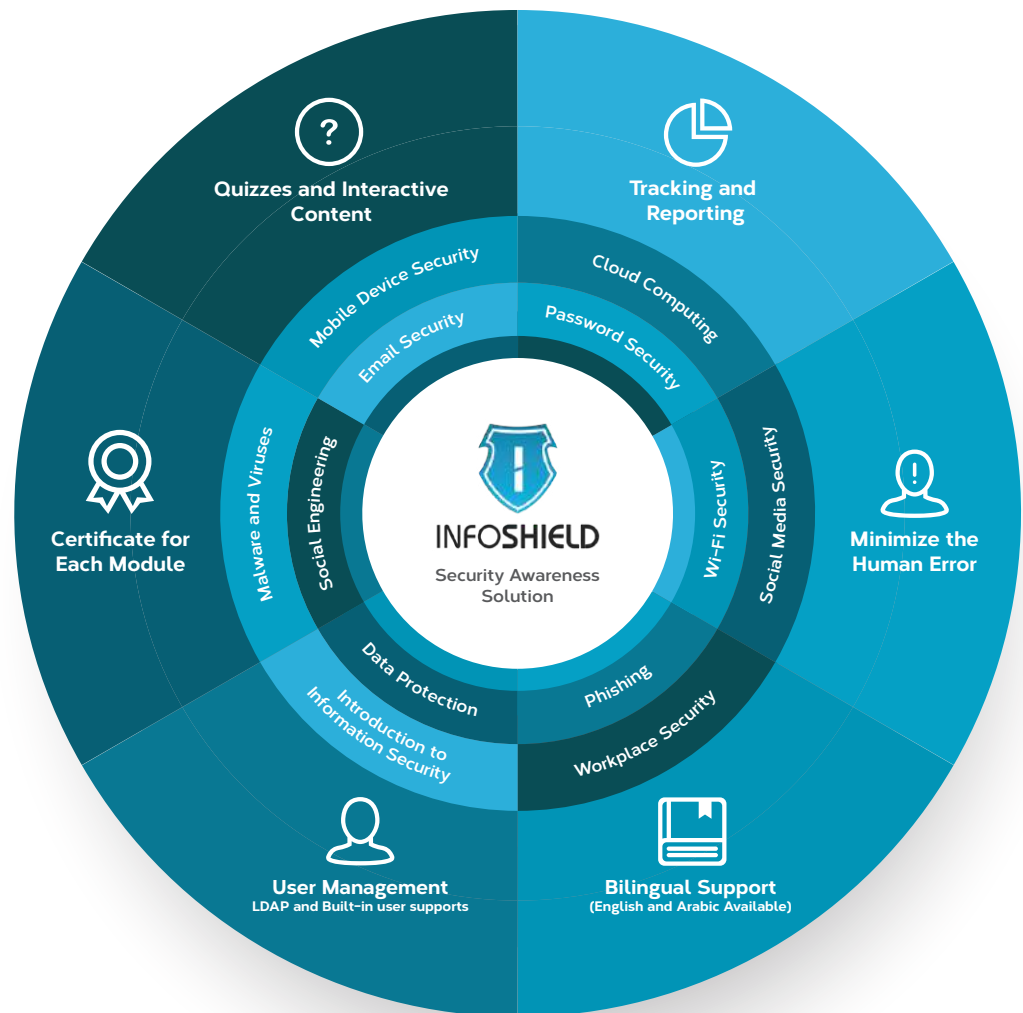 ?
Quizzes and Interactive
Content
Tracking and
Reporting
Mobile Device Security
Cloud Computing
Email Security
Password Security
Certificate for
Each Module
Malware and Viruses
Social Engineering
INFOSHIELD
Security Awareness
Solution
Wi-Fi Security
Social Media Security
!
Minimize the
Human Error
Data Protection
Introduction to
Information Security
Phishing
Workplace Security
User Management
LDAP and Built-in user supports
Bilingual Support
(English and Arabic Available)